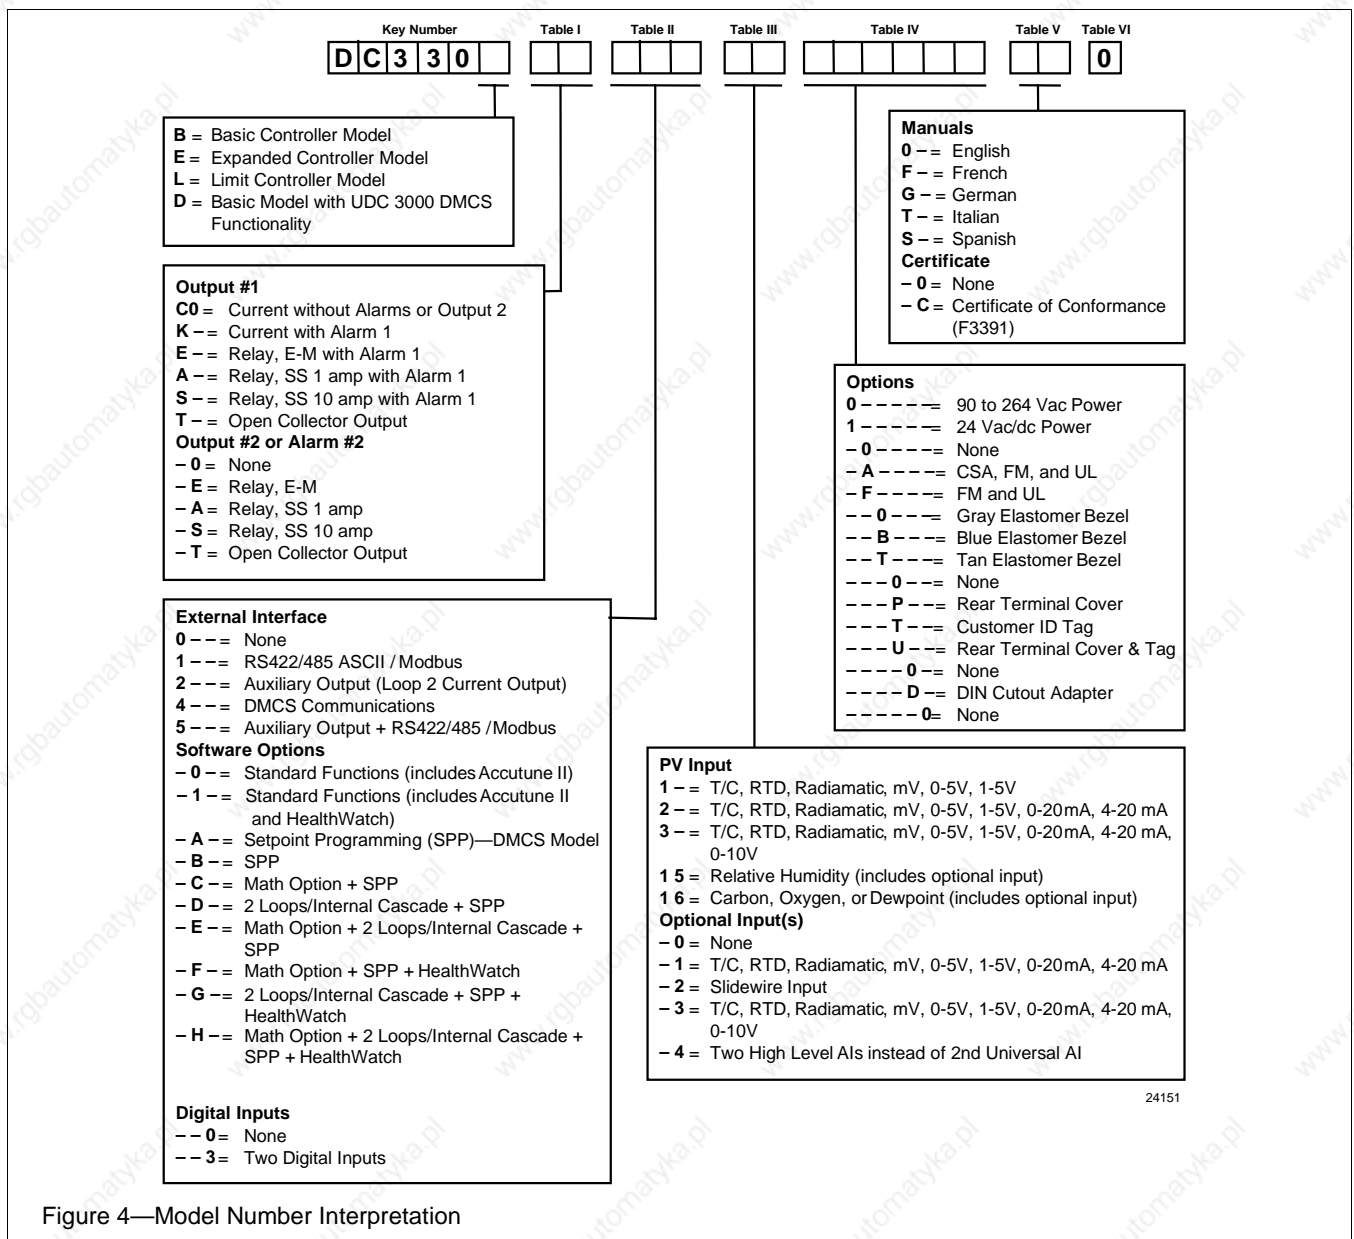 Key Number Table I Table II Table III Table IV Table V Table VI
D C 3 3 0 0
B = Basic Controller Model
E = Expanded Controller Model
L = Limit Controller Model
D = Basic Model with UDC 3000 DMCS
Functionality
Manuals
0 – = English
F – = French
G – = German
T – = Italian
S – = Spanish
Certificate
– 0 = None
– C = Certificate of Conformance
(F3391)
Output #1
C0 = Current without Alarms or Output 2
K – = Current with Alarm 1
E – = Relay, E-M with Alarm 1
A – = Relay, SS 1 amp with Alarm 1
S – = Relay, SS 10 amp with Alarm 1
T – = Open Collector Output
Output #2 or Alarm #2
– 0 = None
– E = Relay, E-M
– A = Relay, SS 1 amp
– S = Relay, SS 10 amp
– T = Open Collector Output
Options
0 – – – – – = 90 to 264 Vac Power
1 – – – – – = 24 Vac/dc Power
– 0 – – – – = None
– A – – – – = CSA, FM, and UL
– F – – – – = FM and UL
– – 0 – – – = Gray Elastomer Bezel
– – B – – – = Blue Elastomer Bezel
– – T – – – = Tan Elastomer Bezel
– – – 0 – – = None
– – – P – – = Rear Terminal Cover
– – – T – – = Customer ID Tag
– – – U – – = Rear Terminal Cover & Tag
– – – – 0 – = None
– – – – D – = DIN Cutout Adapter
– – – – – 0 = None
External Interface
0 – – = None
1 – – = RS422/485 ASCII / Modbus
2 – – = Auxiliary Output (Loop 2 Current Output)
4 – – = DMCS Communications
5 – – = Auxiliary Output + RS422/485 /Modbus
Software Options
– 0 – = Standard Functions (includes Accutune II)
– 1 – = Standard Functions (includes Accutune II
and HealthWatch)
– A – = Setpoint Programming (SPP)—DMCS Model
– B – = SPP
– C – = Math Option + SPP
– D – = 2 Loops/Internal Cascade + SPP
– E – = Math Option + 2 Loops/Internal Cascade +
SPP
– F – = Math Option + SPP + HealthWatch
– G – = 2 Loops/Internal Cascade + SPP +
HealthWatch
– H – = Math Option + 2 Loops/Internal Cascade +
SPP + HealthWatch
Digital Inputs
– – 0 = None
– – 3 = Two Digital Inputs
PV Input
1 – = T/C, RTD, Radiamatic, mV, 0-5V, 1-5V
2 – = T/C, RTD, Radiamatic, mV, 0-5V, 1-5V, 0-20mA, 4-20 mA
3 – = T/C, RTD, Radiamatic, mV, 0-5V, 1-5V, 0-20mA, 4-20 mA,
0-10V
1 5 = Relative Humidity (includes optional input)
1 6 = Carbon, Oxygen, or Dewpoint (includes optional input)
Optional Input(s)
– 0 = None
– 1 = T/C, RTD, Radiamatic, mV, 0-5V, 1-5V, 0-20mA, 4-20 mA
– 2 = Slidewire Input
– 3 = T/C, RTD, Radiamatic, mV, 0-5V, 1-5V, 0-20mA, 4-20 mA,
0-10V
– 4 = Two High Level AIs instead of 2nd Universal AI
24151
Figure 4—Model Number Interpretation
www.rgbautomatyka.pl